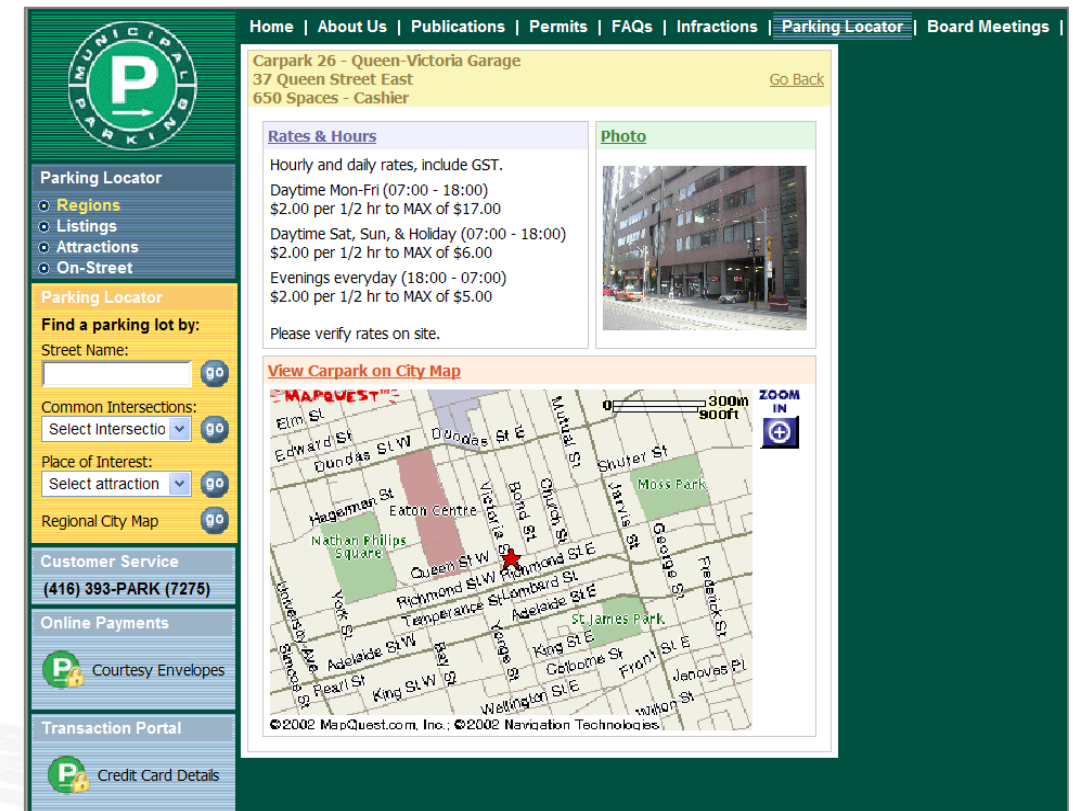 MUNICIPAL
P
PARKING
Home | About Us | Publications | Permits | FAQs | Infractions | Parking Locator | Board Meetings |
Carpark 26 - Queen-Victoria Garage
37 Queen Street East
Go Back
650 Spaces - Cashier
Parking Locator
Regions
Listings
Attractions
On-Street
Parking Locator
Find a parking lot by:
Street Name:
go
Common Intersections:
Select Intersectio
go
Place of Interest:
Select attraction
go
Regional City Map
go
Customer Service
(416) 393-PARK (7275)
Online Payments
P
Courtesy Envelopes
Transaction Portal
P
Credit Card Details
Rates & Hours
Hourly and daily rates, include GST.
Daytime Mon-Fri (07:00 - 18:00)
$2.00 per 1/2 hr to MAX of $17.00
Daytime Sat, Sun, & Holiday (07:00 - 18:00)
$2.00 per 1/2 hr to MAX of $6.00
Evenings everyday (18:00 - 07:00)
$2.00 per 1/2 hr to MAX of $5.00
Please verify rates on site.
Photo
View Carpark on City Map
MAPQUEST
0 300m
900ft
ZOOM
IN
Elm St
Edward St
Dundas St W
Dundas St E
Mutual St
Shuter St
Moss Park
Hagerman St
Eaton Centre
Victoria St
Bond St
Church St
Jarvis St
George St
Frederick St
Nathan Philips
Square
Queen St W
Richmond St E
Richmond St W
Lombard St
Temperance St
Adelaide St E
St James Park
University Ave
York St
Simcoe St
Adelaide St W
Bay St
Yonge St
King St E
Colborne St
Front St E
Jenoves Pl
Pearl St
King St W
Wellington St E
Wilton St
©2002 MapQuest.com, Inc.; ©2002 Navigation Technologies